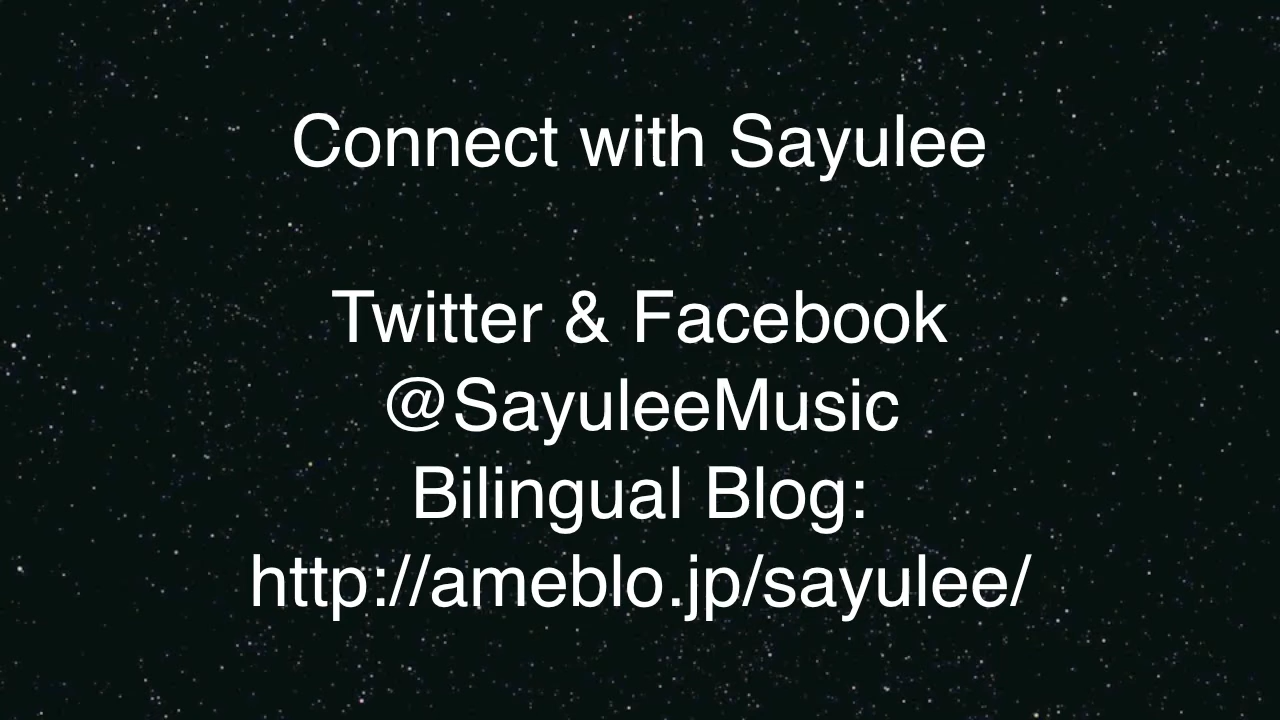 Connect with Sayulee
Twitter & Facebook
@SayuleeMusic
Bilingual Blog:
http://ameblo.jp/sayulee/